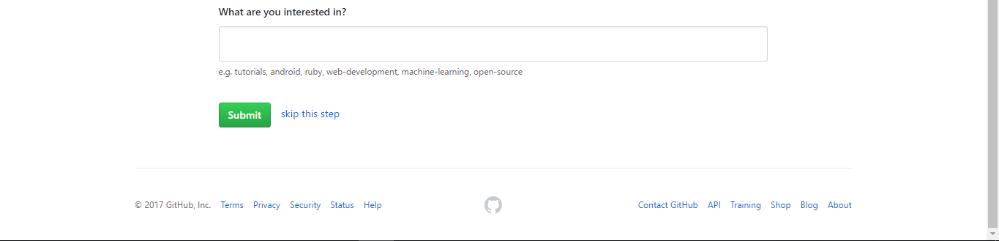 What are you interested in?
e.g. tutorials, android, ruby, web-development, machine-learning, open-source
Submit skip this step
© 2017 GitHub, Inc. Terms Privacy Security Status Help Contact GitHub API Training Shop Blog About